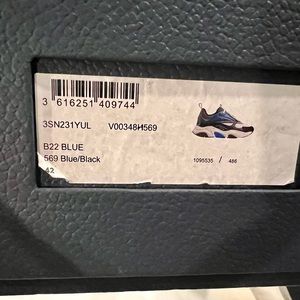 3 616251 409744
3SN231YUL V00348H569
B22 BLUE
569 Blue/Black
42
1095535 / 486